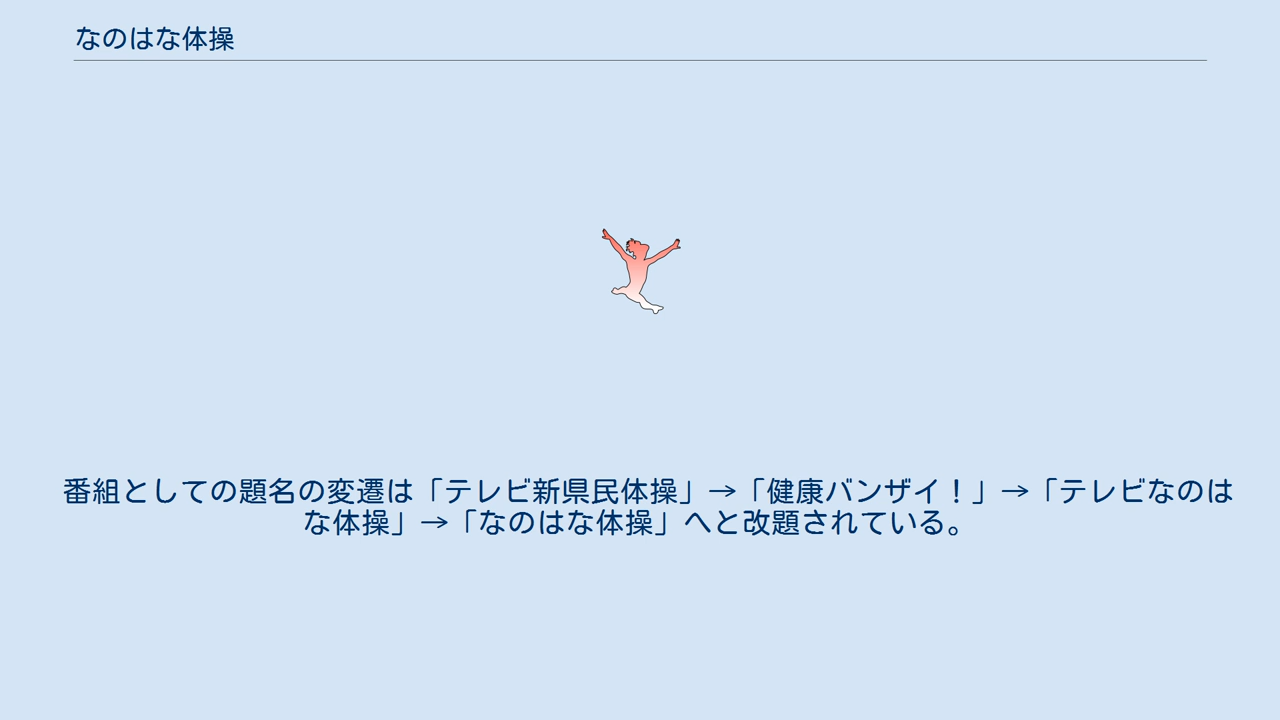 なのはな体操
番組としての題名の変遷は「テレビ新県民体操」→「健康バンザイ！」→「テレビなのは
な体操」→「なのはな体操」へと改題されている。